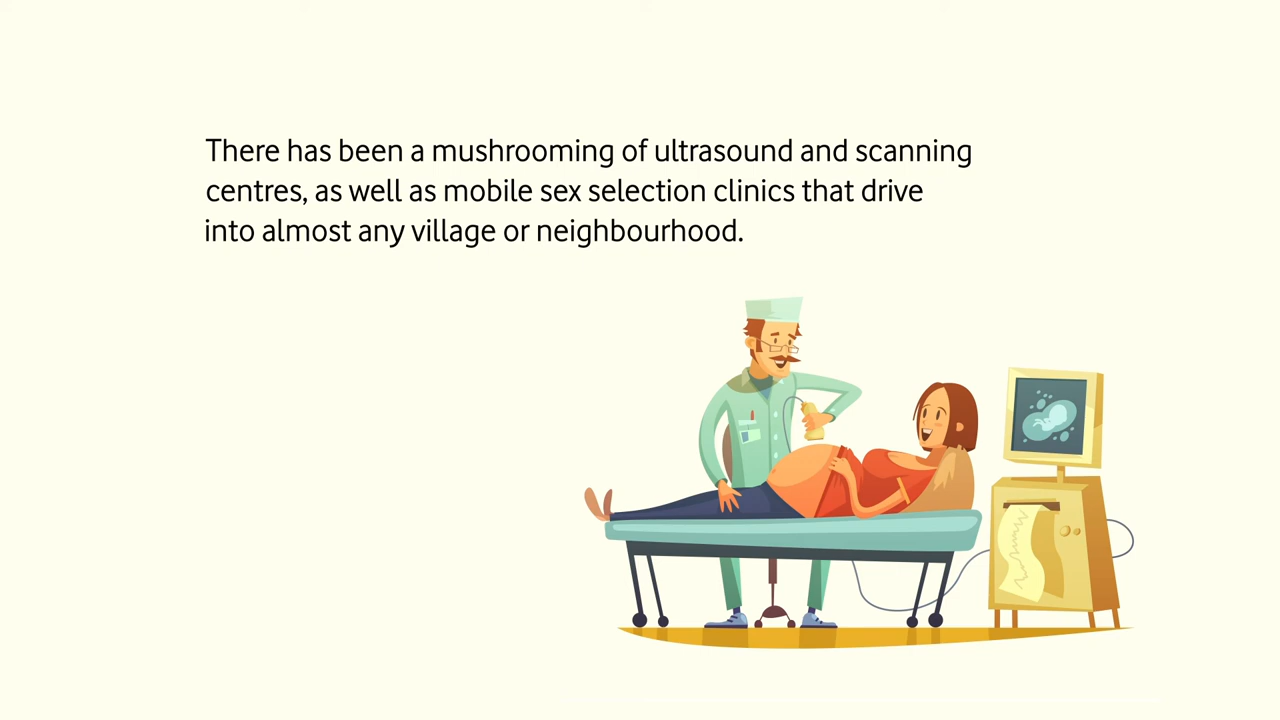 There has been a mushrooming of ultrasound and scanning
centres, as well as mobile sex selection clinics that drive
into almost any village or neighbourhood.